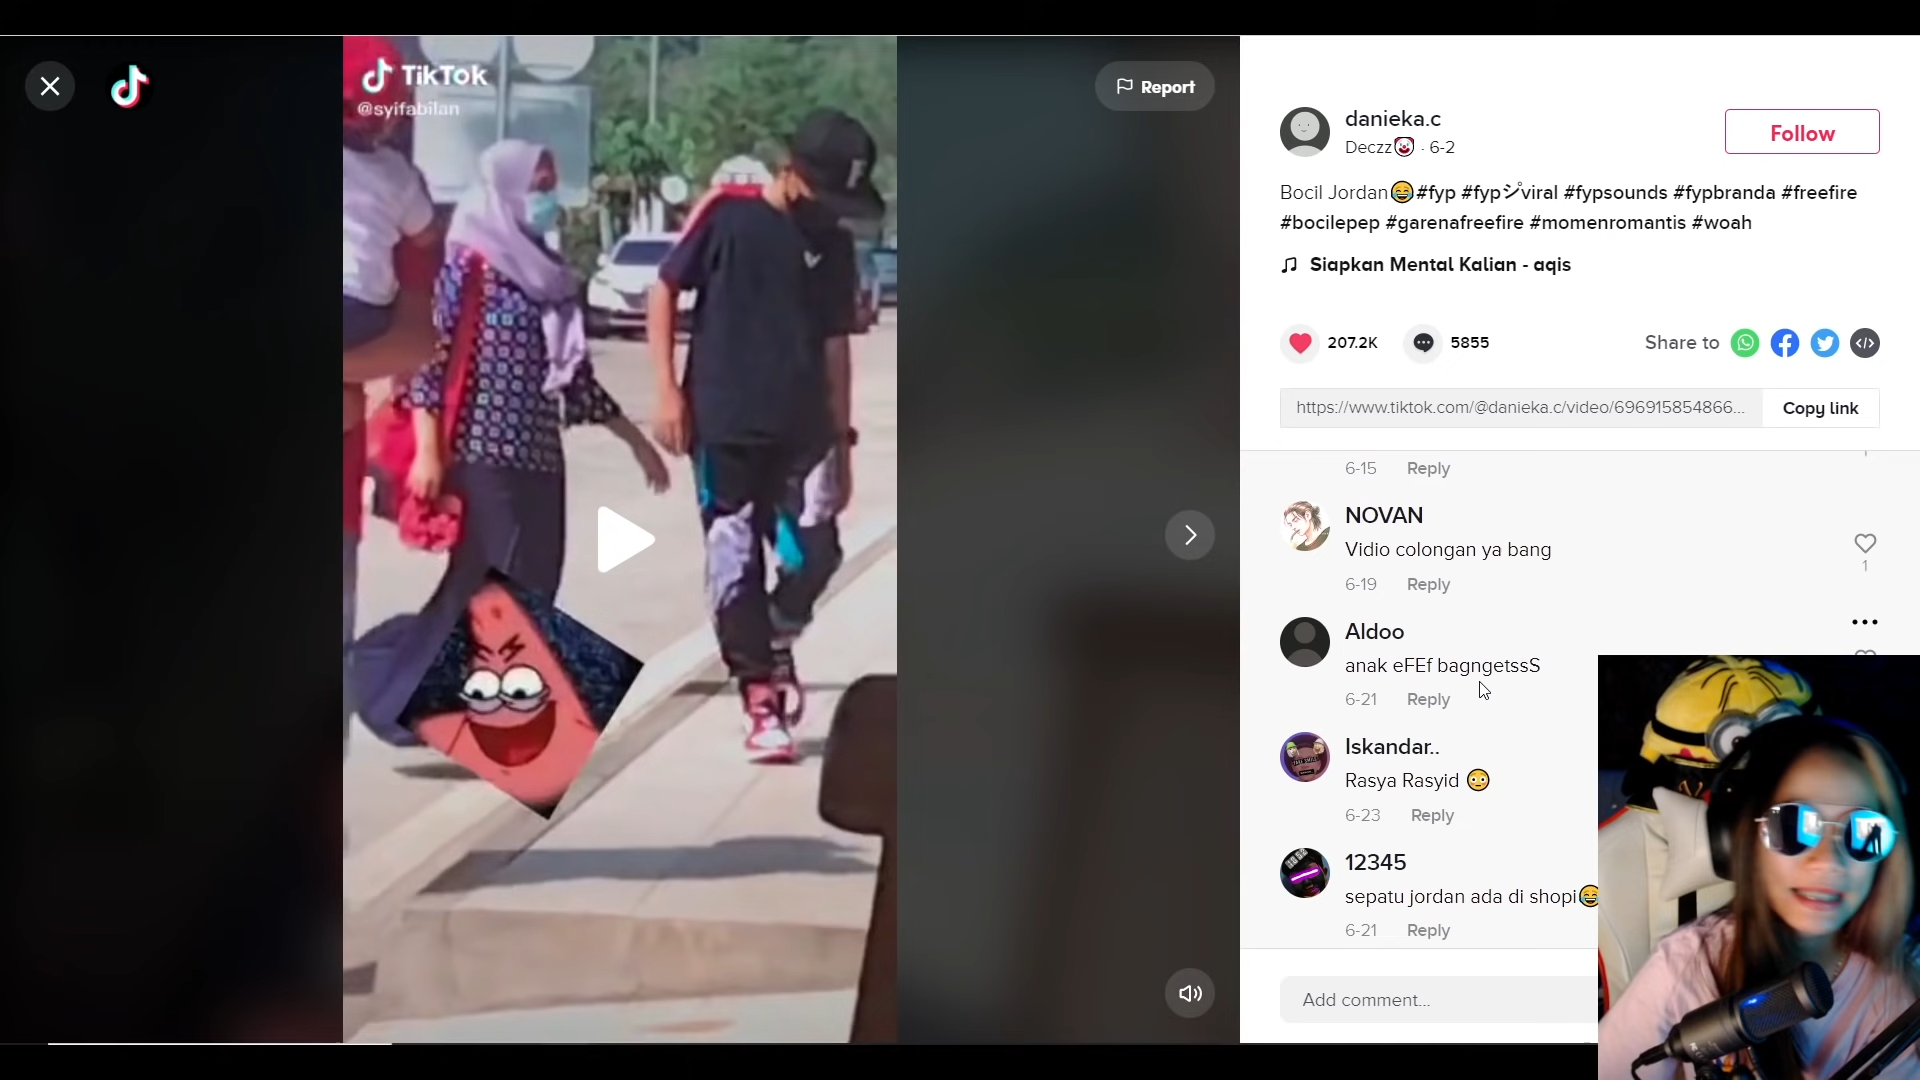 TikTok
@syifabilan
Report
danieka.c
Deczz🤡 · 6-2
Follow
Bocil Jordan😂#fyp #fypシviral #fypsounds #fypbranda #freefire
#bocilepep #garenafreefire #momenromantis #woah
Siapkan Mental Kalian - aqis
207.2K
5855
Share to
https://www.tiktok.com/@danieka.c/video/696915854866...
Copy link
6-15 Reply
NOVAN
Vidio colongan ya bang
1
6-19 Reply
Aldoo
anak eFEf bagngetssS
6-21 Reply
Iskandar..
Rasya Rasyid 😳
6-23 Reply
12345
sepatu jordan ada di shopi😂
6-21 Reply
Add comment...